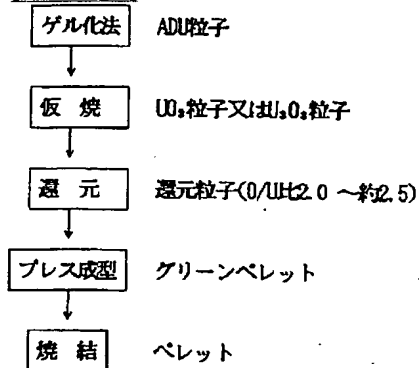 ゲル化法 ADU粒子
仮焼 UO₃粒子又はU₃O₈粒子
還元 還元粒子(O/U比2.0 ～約2.5)
プレス成型 グリーンペレット
焼結 ペレット